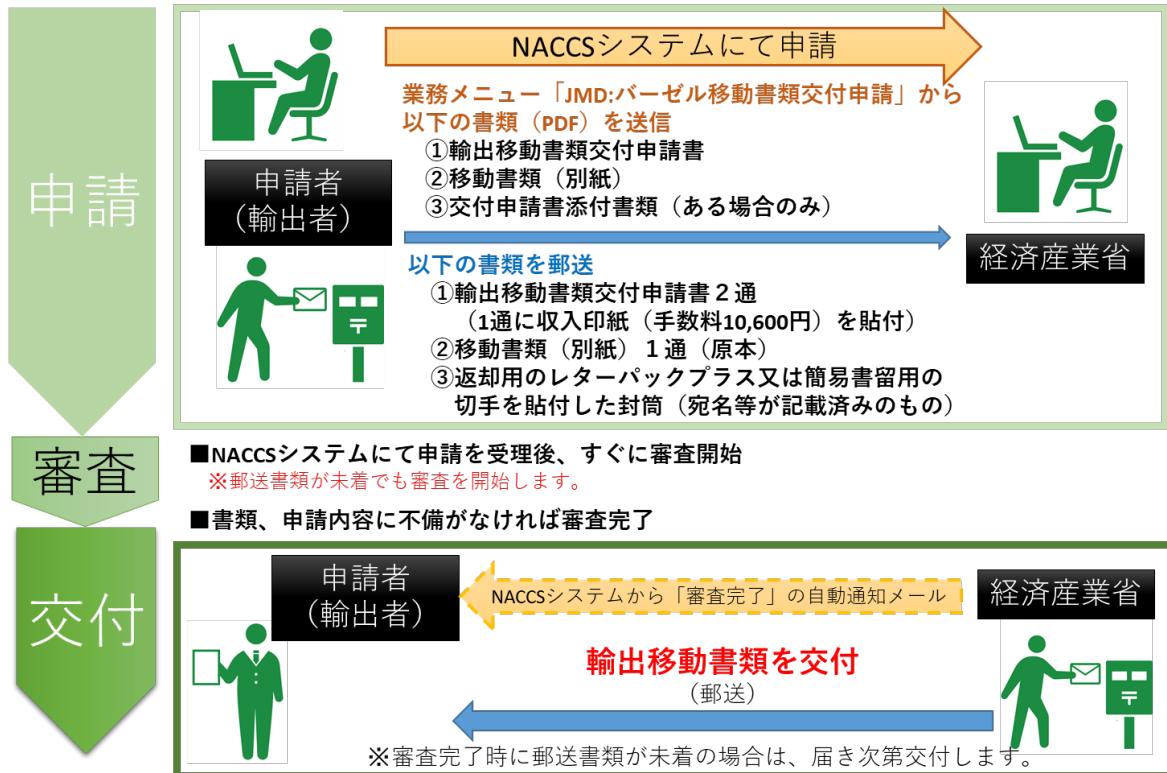 申請
NACCSシステムにて申請
業務メニュー「JMD:バーゼル移動書類交付申請」から
以下の書類（PDF）を送信
①輸出移動書類交付申請書
②移動書類（別紙）
③交付申請書添付書類（ある場合のみ）
申請者
（輸出者）
経済産業省
以下の書類を郵送
①輸出移動書類交付申請書２通
（1通に収入印紙（手数料10,600円）を貼付）
②移動書類（別紙）１通（原本）
③返却用のレターパックプラス又は簡易書留用の
切手を貼付した封筒（宛名等が記載済みのもの）
〒
審査
■NACCSシステムにて申請を受理後、すぐに審査開始
※郵送書類が未着でも審査を開始します。
■書類、申請内容に不備がなければ審査完了
交付
申請者
（輸出者）
NACCSシステムから「審査完了」の自動通知メール
経済産業省
輸出移動書類を交付
（郵送）
〒
※審査完了時に郵送書類が未着の場合は、届き次第交付します。